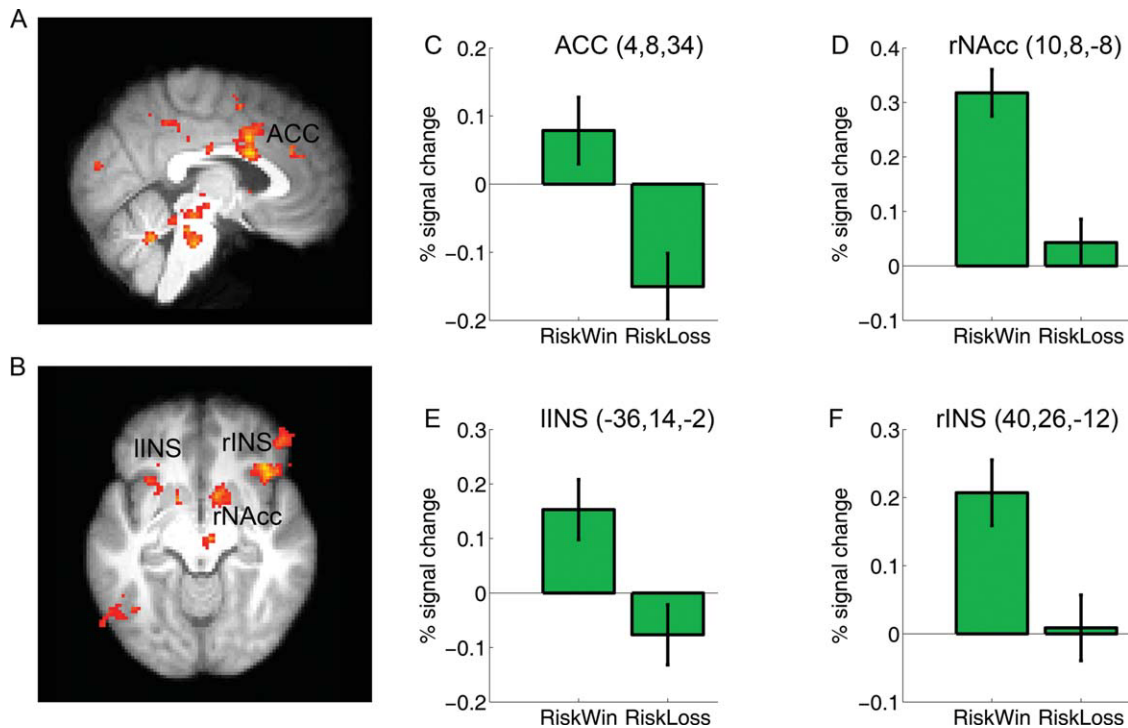 A
ACC
B
lINS
rINS
rNAcc
C
ACC (4,8,34)
% signal change
0.2
0.1
0
−0.1
−0.2
RiskWin
RiskLoss
D
rNAcc (10,8,-8)
% signal change
0.4
0.3
0.2
0.1
0
−0.1
RiskWin
RiskLoss
E
lINS (-36,14,-2)
% signal change
0.3
0.2
0.1
0
−0.1
−0.2
RiskWin
RiskLoss
F
rINS (40,26,-12)
% signal change
0.3
0.2
0.1
0
−0.1
RiskWin
RiskLoss